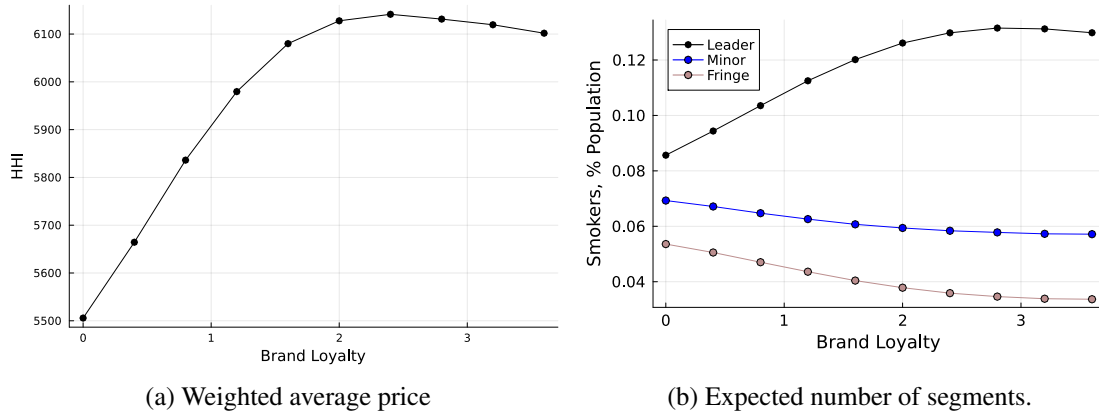 6100
6000
5900
5800
5700
5600
5500
HHI
0 1 2 3
Brand Loyalty
(a) Weighted average price
0.12
0.10
0.08
0.06
0.04
Smokers, % Population
Leader
Minor
Fringe
0 1 2 3
Brand Loyalty
(b) Expected number of segments.